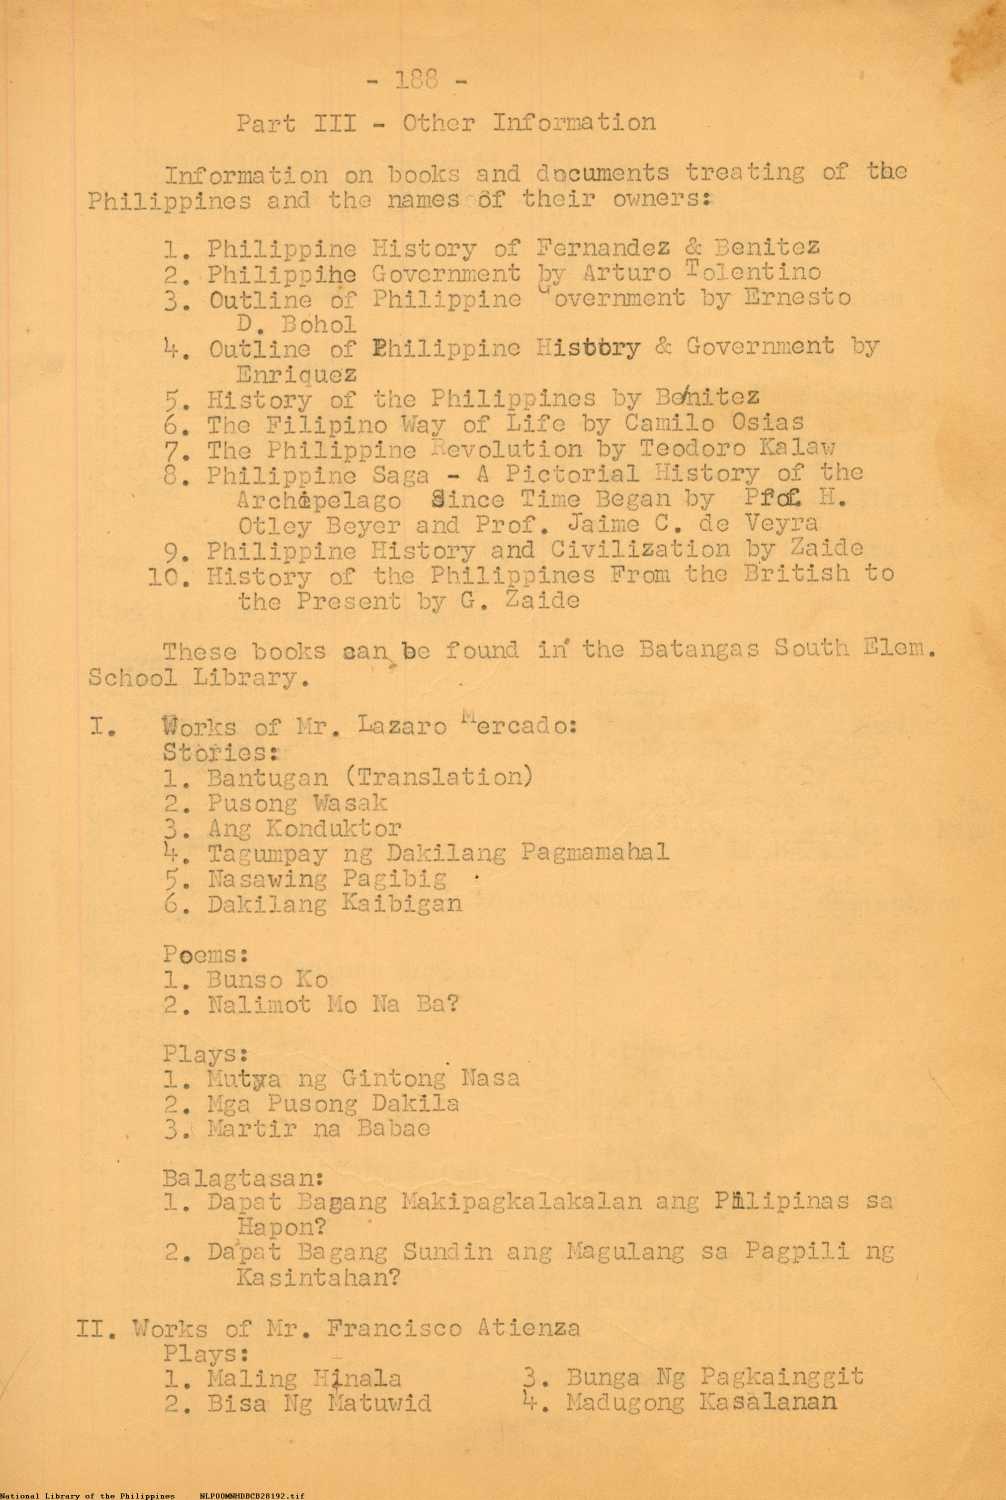 - 188 -
Part III - Other Information
Information on books and documents treating of the
Philippines and the names of their owners:
1. Philippine History of Fernandez & Benitez
2. Philippine Government by Arturo Tolentino
3. Outline of Philippine Government by Ernesto
D. Bohol
4. Outline of Philippine History & Government by
Enriquez
5. History of the Philippines by Benitez
6. The Filipino Way of Life by Camilo Osias
7. The Philippine Revolution by Teodoro Kalaw
8. Philippine Saga - A Pictorial History of the
Archipelago Since Time Began by Prof. H.
Otley Beyer and Prof. Jaime C. de Veyra
9. Philippine History and Civilization by Zaide
10. History of the Philippines From the British to
the Present by G. Zaide
These books can be found in the Batangas South Elem.
School Library.
I. Works of Mr. Lazaro Mercado:
Stories:
1. Bantugan (Translation)
2. Pusong Wasak
3. Ang Konduktor
4. Tagumpay ng Dakilang Pagmamahal
5. Nasawing Pagibig
6. Dakilang Kaibigan
Poems:
1. Bunso Ko
2. Nalimot Mo Na Ba?
Plays:
1. Mutya ng Gintong Nasa
2. Mga Pusong Dakila
3. Martir na Babae
Balagtasan:
1. Dapat Bagang Makipagkalakalan ang Pilipinas sa
Hapon?
2. Dapat Bagang Sundin ang Magulang sa Pagpili ng
Kasintahan?
II. Works of Mr. Francisco Atienza
Plays:
1. Maling Hinala 3. Bunga Ng Pagkainggit
2. Bisa Ng Matuwid 4. Madugong Kasalanan
National Library of the Philippines NLPOOMNHDBCB28192.tif